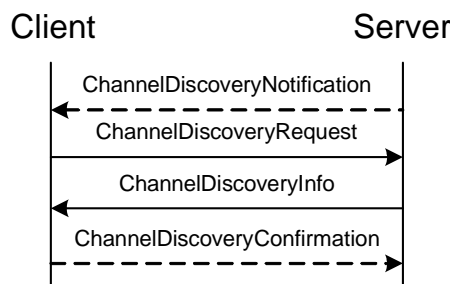 Client Server
ChannelDiscoveryNotification
ChannelDiscoveryRequest
ChannelDiscoveryInfo
ChannelDiscoveryConfirmation